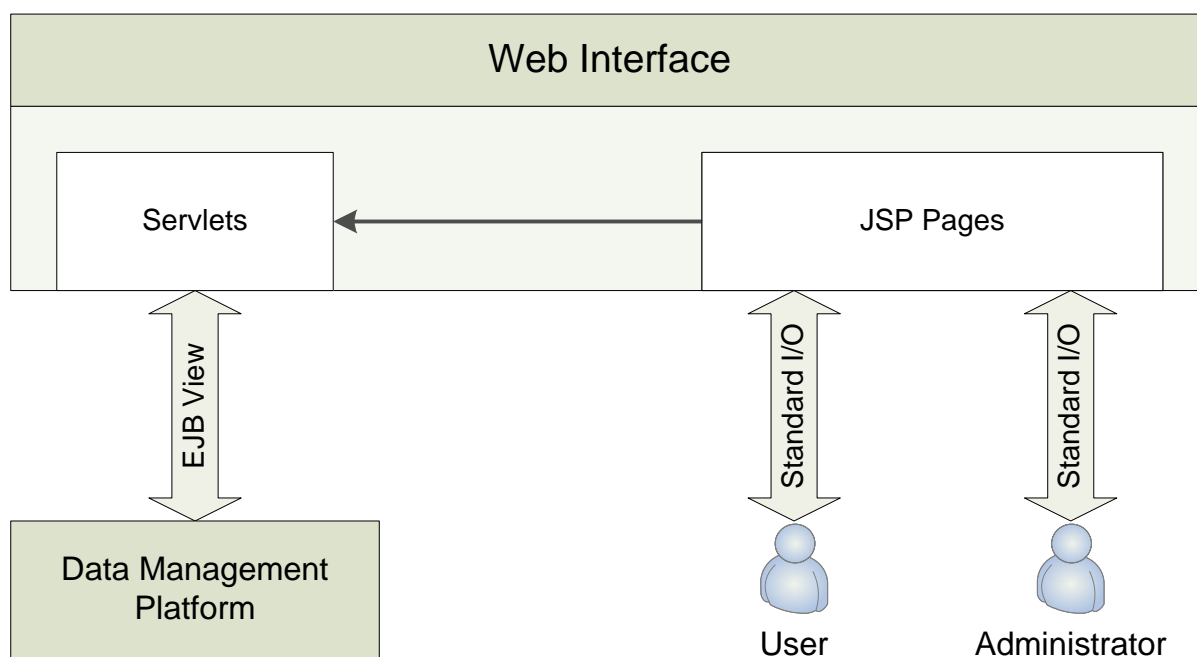 Web Interface
Servlets
JSP Pages
EJB View
Standard I/O
Standard I/O
Data Management
Platform
User
Administrator